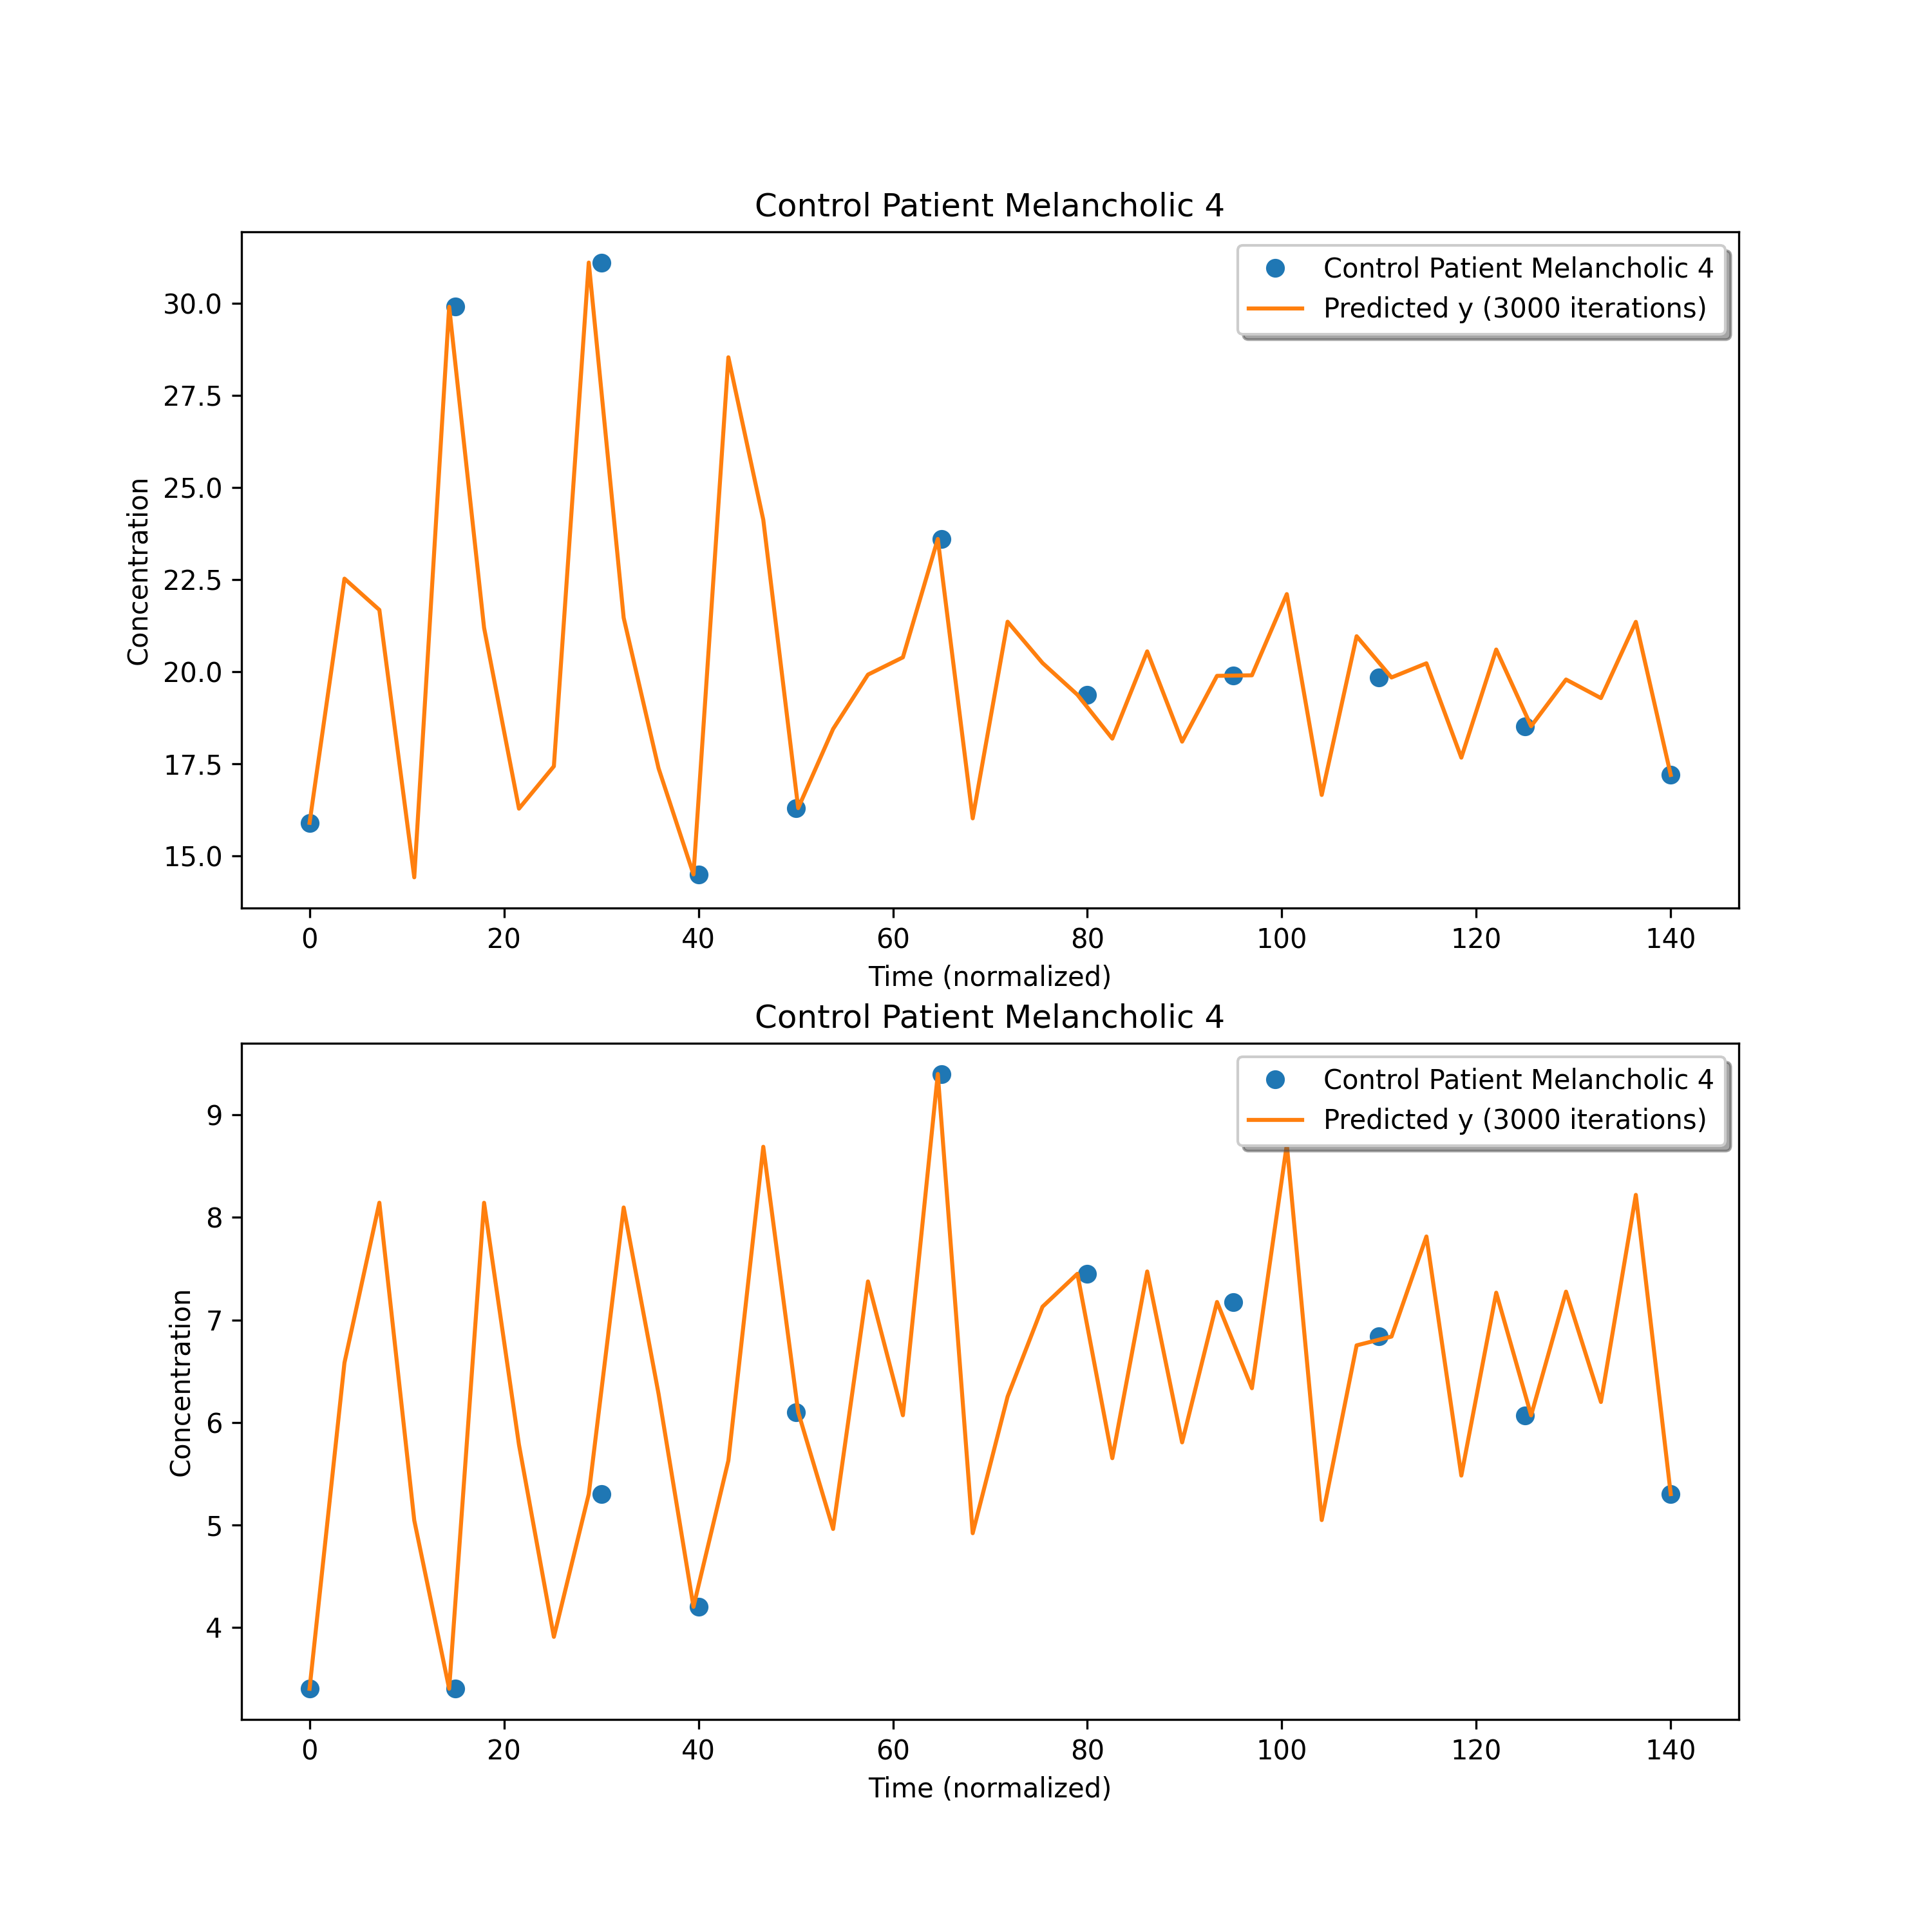 Control Patient Melancholic 4
Control Patient Melancholic 4
Predicted y (3000 iterations)
30.0
27.5
25.0
22.5
20.0
17.5
15.0
Concentration
0 20 40 60 80 100 120 140
Time (normalized)
Control Patient Melancholic 4
Control Patient Melancholic 4
Predicted y (3000 iterations)
9
8
7
6
5
4
Concentration
0 20 40 60 80 100 120 140
Time (normalized)